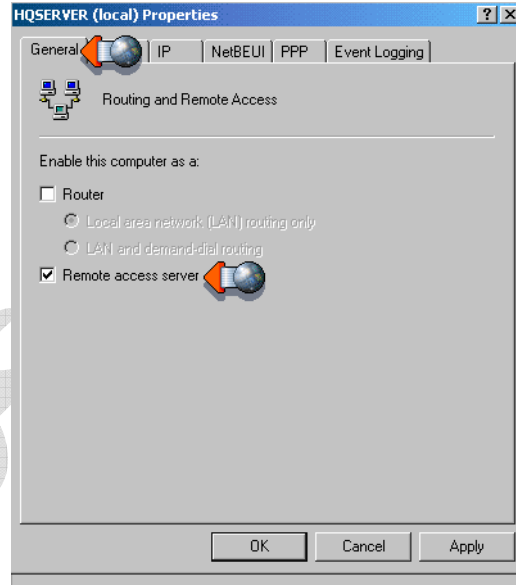 HQSERVER (local) Properties
General IP NetBEUI PPP Event Logging
Routing and Remote Access
Enable this computer as a:
Router
Local area network (LAN) routing only
LAN and demand-dial routing
Remote access server
OK Cancel Apply